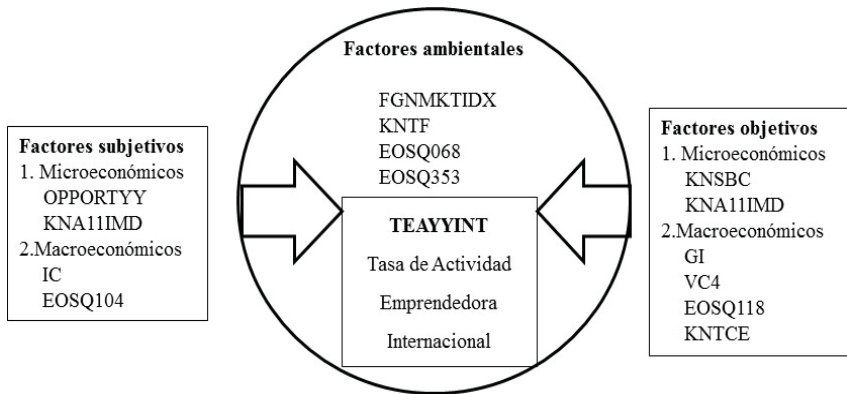 Factores ambientales
FGNMKTIDX
KNTF
EOSQ068
EOSQ353
Factores subjetivos
1. Microeconómicos
OPPORTYY
KNA11IMD
2.Macroeconómicos
IC
EOSQ104
TEAYYINT
Tasa de Actividad
Emprendedora
Internacional
Factores objetivos
1. Microeconómicos
KNSBC
KNA11IMD
2.Macroeconómicos
GI
VC4
EOSQ118
KNTCE